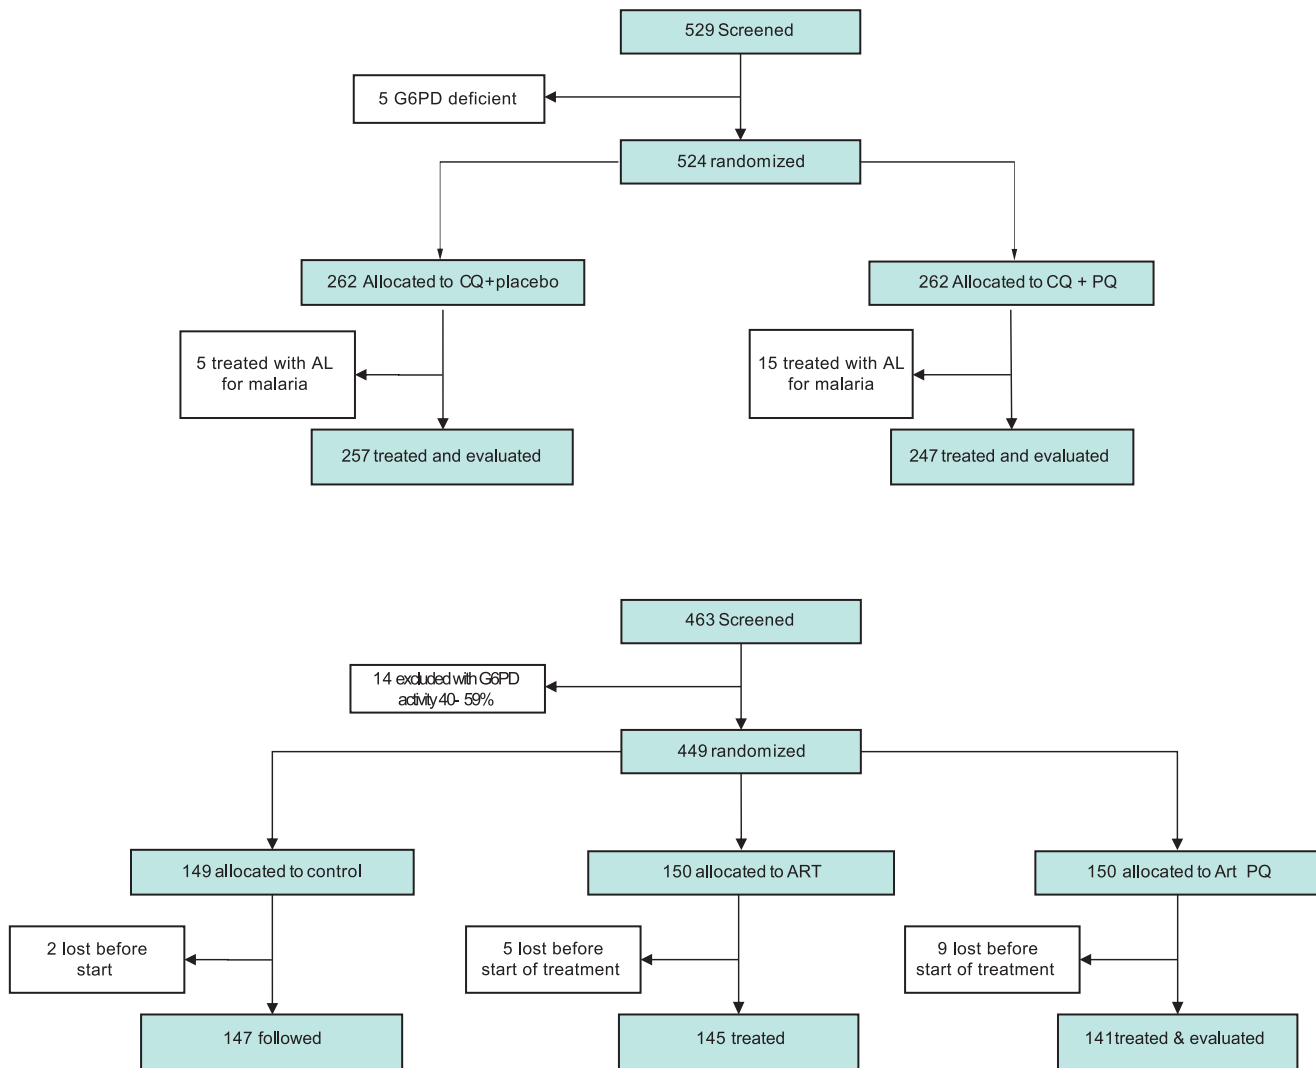 529 Screened
5 G6PD deficient
524 randomized
262 Allocated to CQ+placebo
262 Allocated to CQ + PQ
5 treated with AL
for malaria
15 treated with AL
for malaria
257 treated and evaluated
247 treated and evaluated
463 Screened
14 excluded with G6PD
activity 40- 59%
449 randomized
149 allocated to control
150 allocated to ART
150 allocated to Art PQ
2 lost before
start
5 lost before
start of treatment
9 lost before
start of treatment
147 followed
145 treated
141treated & evaluated